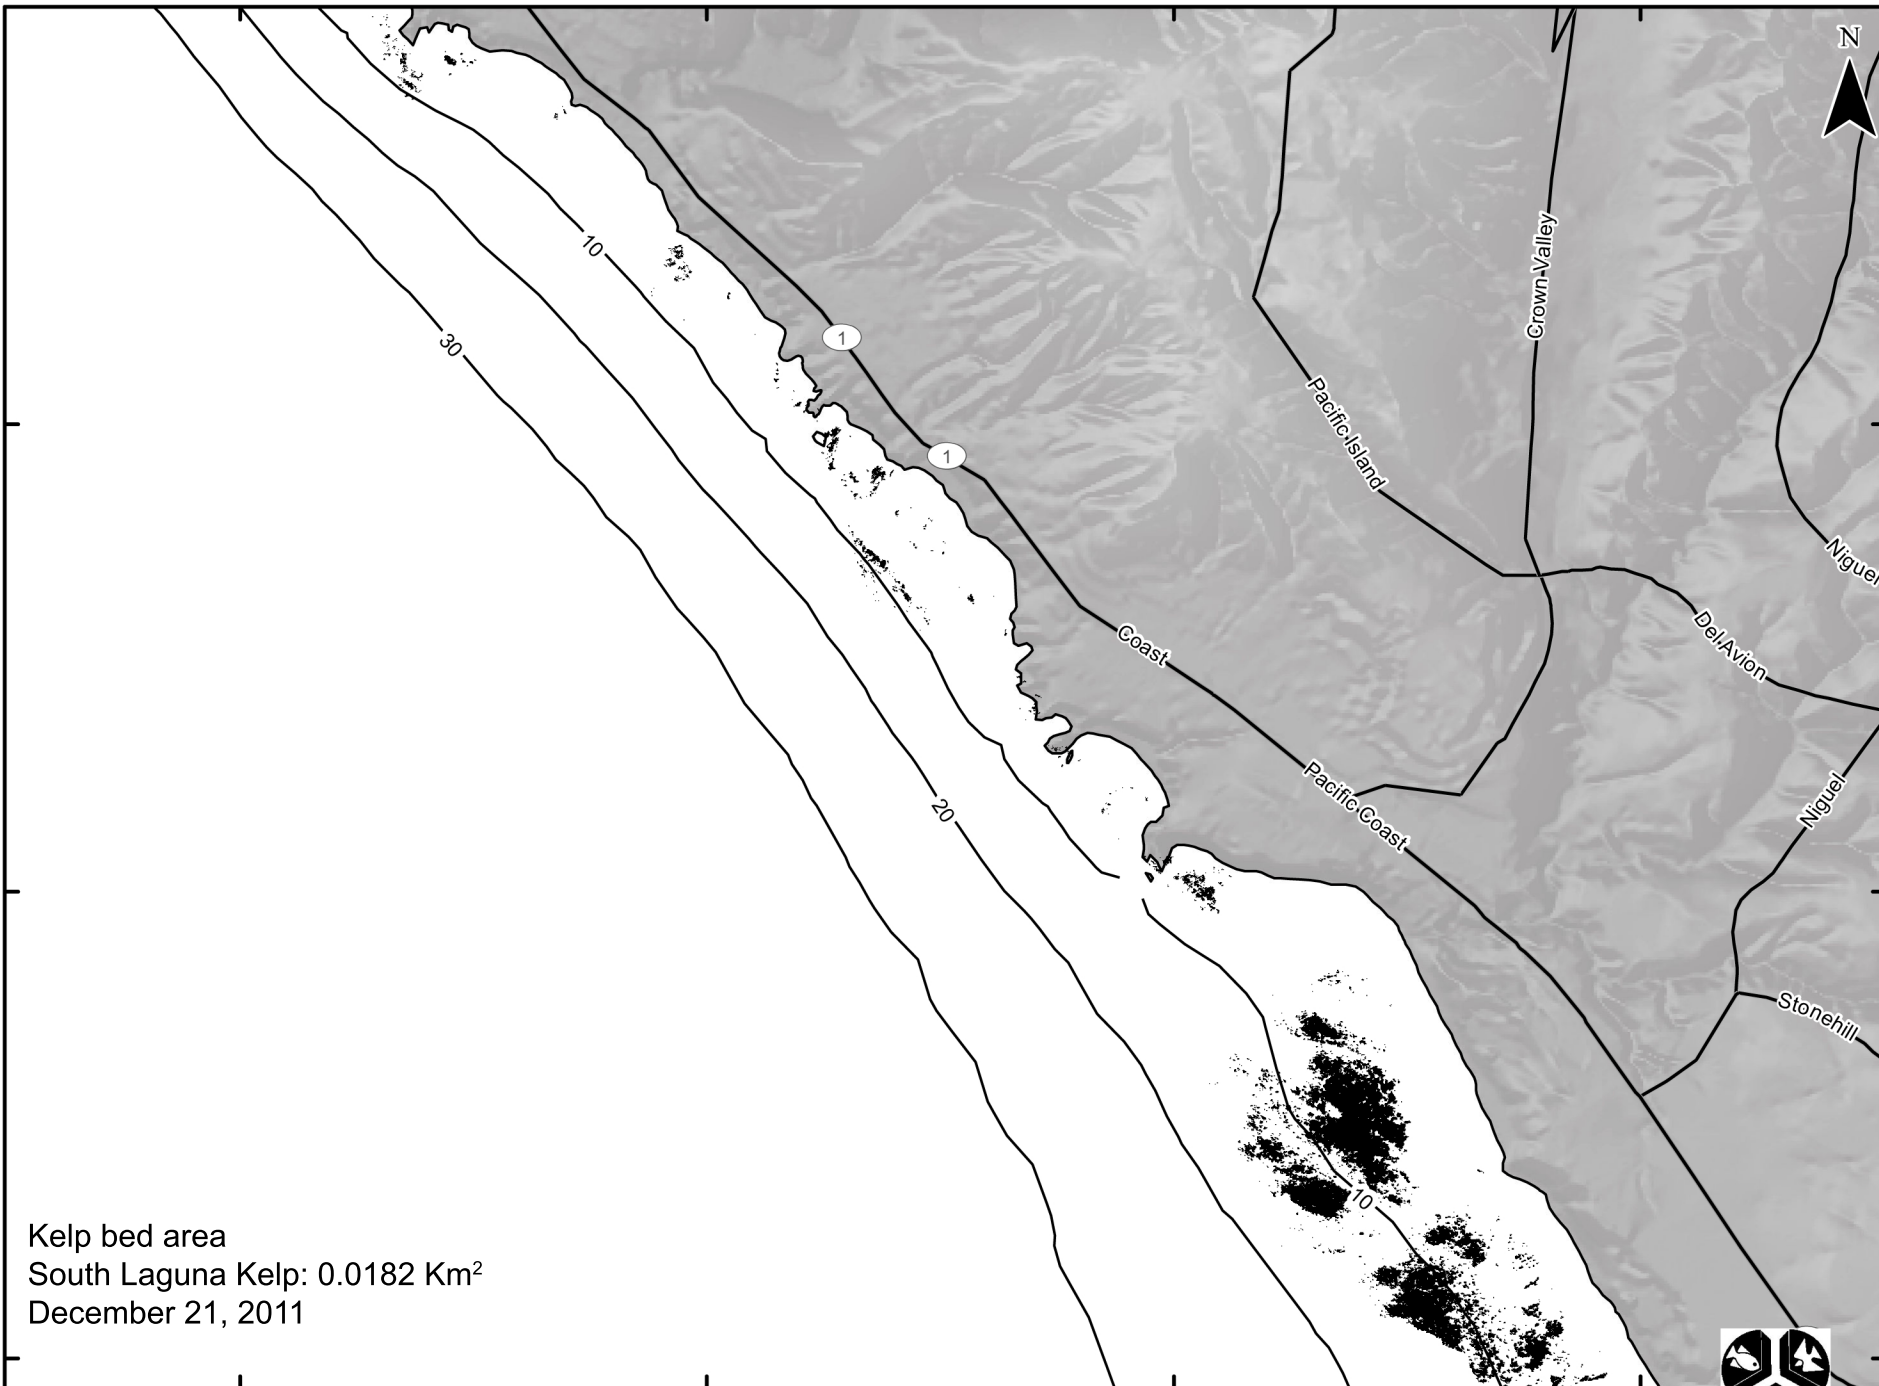 N
10
Crown Valley
30
1
Pacific Island
1
Niguel
Coast
Del Avion
Pacific Coast
Niguel
20
Stonehill
10
Kelp bed area
South Laguna Kelp: 0.0182 Km²
December 21, 2011